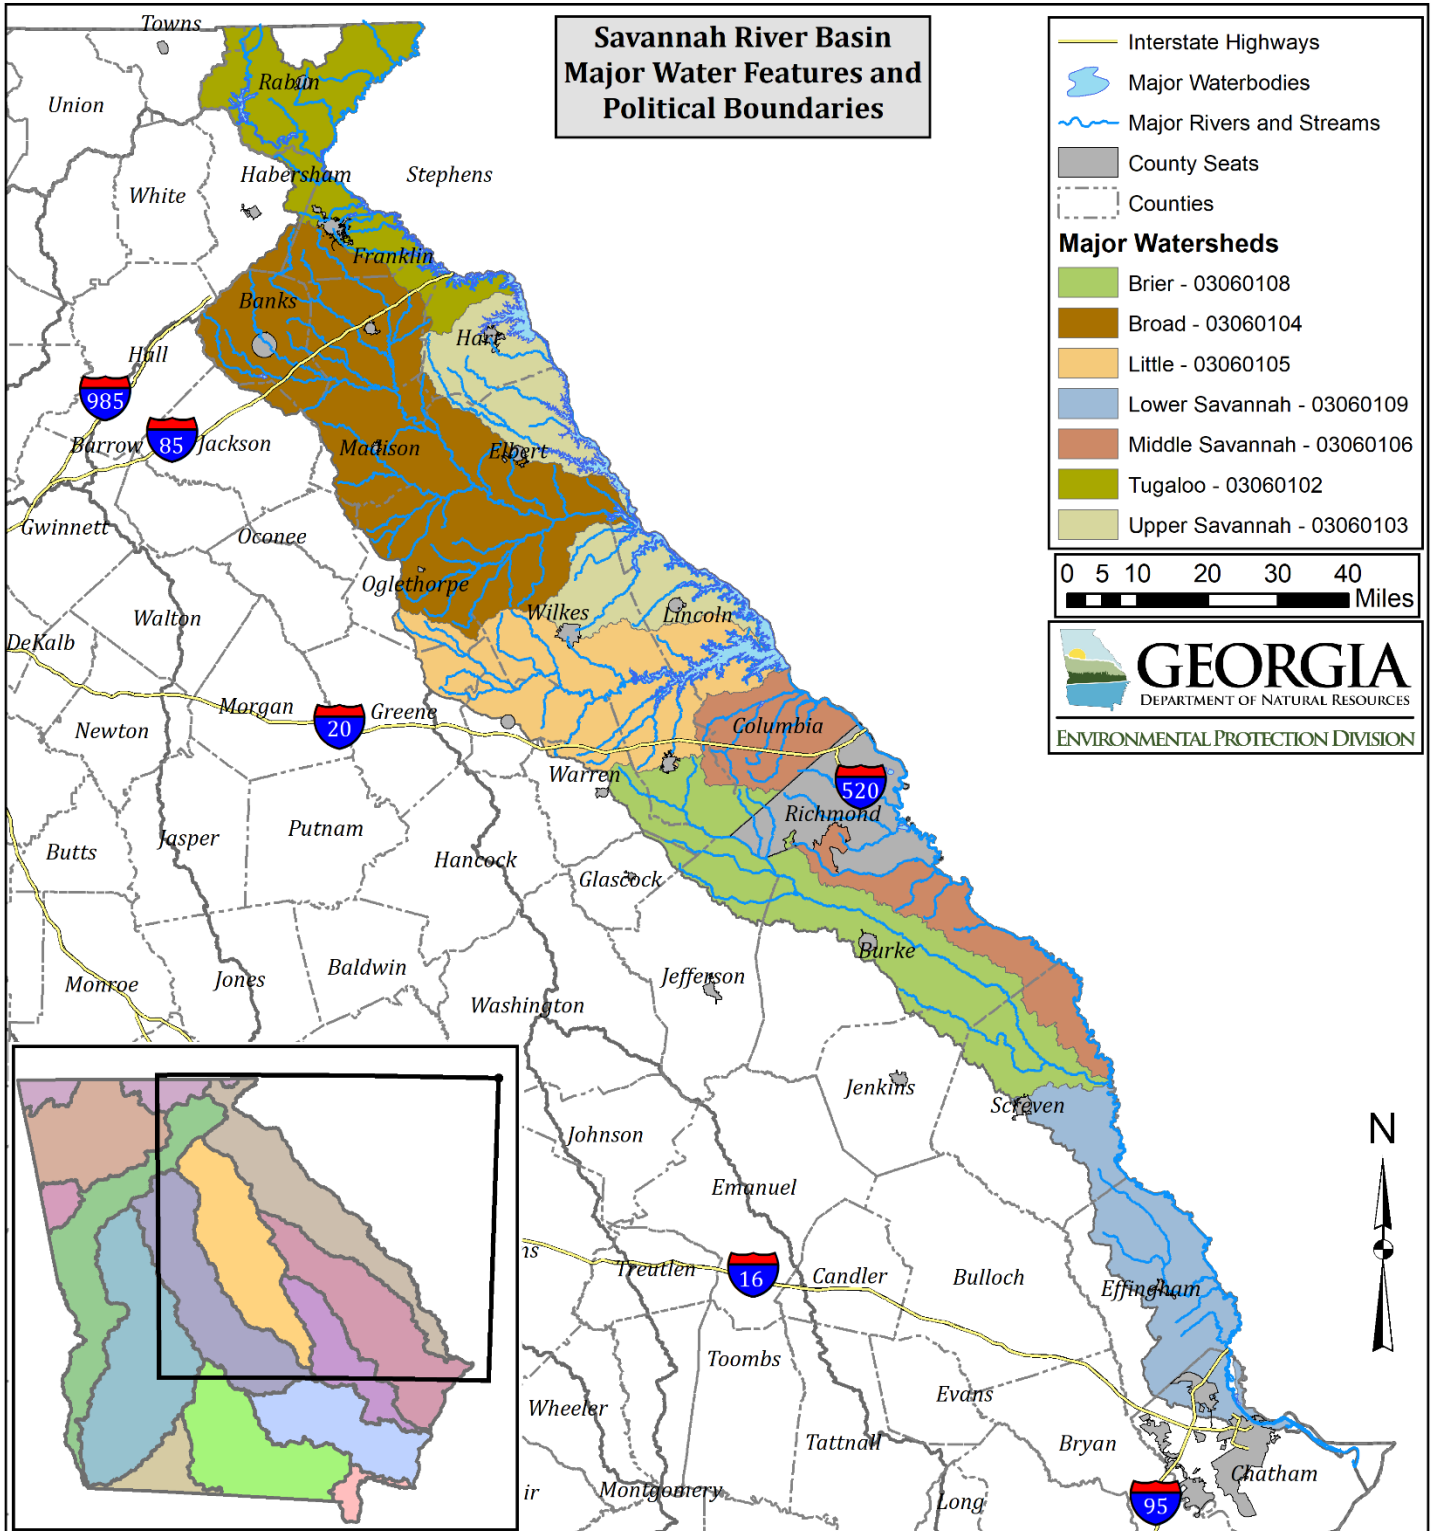 Savannah River Basin
Major Water Features and
Political Boundaries
Interstate Highways
Major Waterbodies
Major Rivers and Streams
County Seats
Counties
Major Watersheds
Brier - 03060108
Broad - 03060104
Little - 03060105
Lower Savannah - 03060109
Middle Savannah - 03060106
Tugaloo - 03060102
Upper Savannah - 03060103
0 5 10 20 30 40
Miles
GEORGIA
DEPARTMENT OF NATURAL RESOURCES
ENVIRONMENTAL PROTECTION DIVISION
Towns
Rabun
Union
Habersham
Stephens
White
Franklin
Banks
Hart
Hall
985
Barrow
85
Jackson
Madison
Elbert
Gwinnett
Oconee
Oglethorpe
Wilkes
Lincoln
Walton
DeKalb
Morgan
Greene
20
Columbia
Newton
Warren
520
Richmond
Jasper
Putnam
Butts
Hancock
Glascock
Burke
Baldwin
Jefferson
Jones
Monroe
Washington
Jenkins
Screven
N
Johnson
Emanuel
ns
Treutlen
16
Candler
Bulloch
Effingham
Toombs
Evans
Wheeler
Tattnall
Bryan
Chatham
ir
Montgomery
Long
95